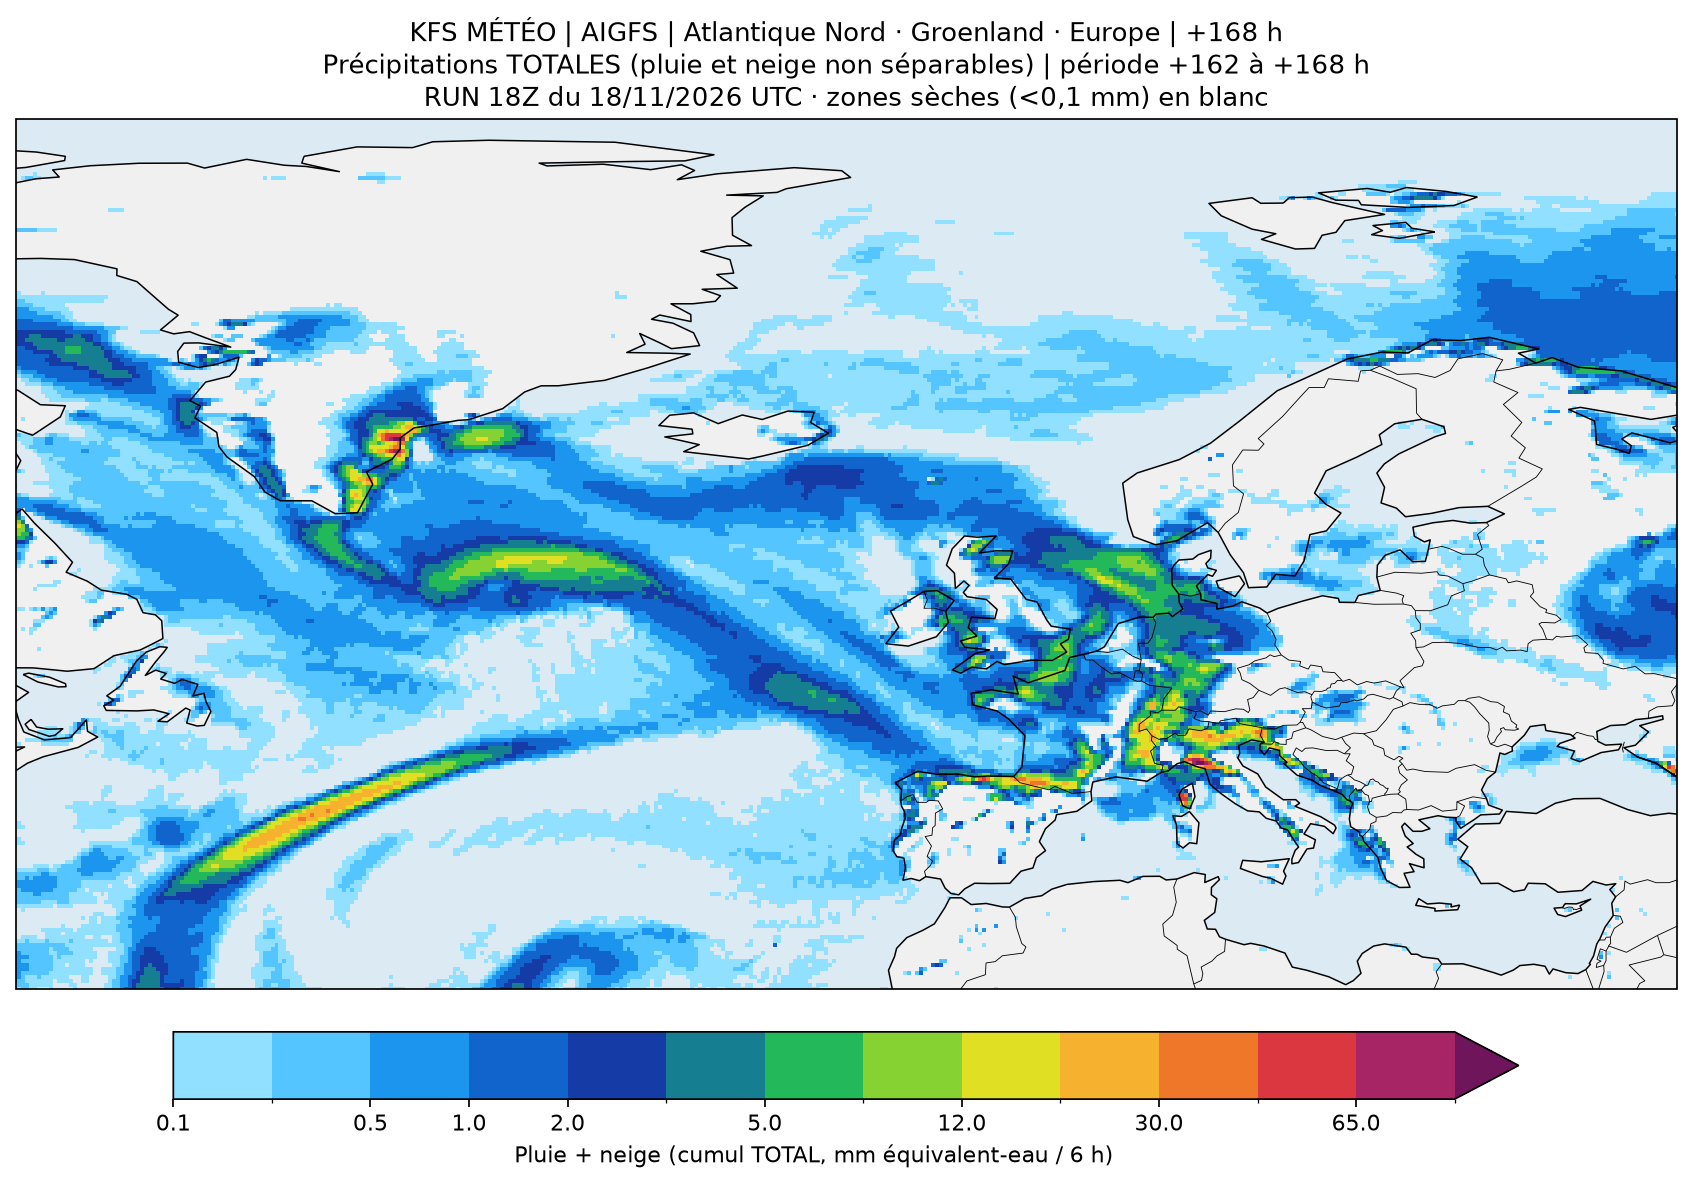 KFS MÉTÉO | AIGFS | Atlantique Nord · Groenland · Europe | +168 h
Précipitations TOTALES (pluie et neige non séparables) | période +162 à +168 h
RUN 18Z du 18/11/2026 UTC · zones sèches (<0,1 mm) en blanc
0.1 0.5 1.0 2.0 5.0 12.0 30.0 65.0
Pluie + neige (cumul TOTAL, mm équivalent-eau / 6 h)